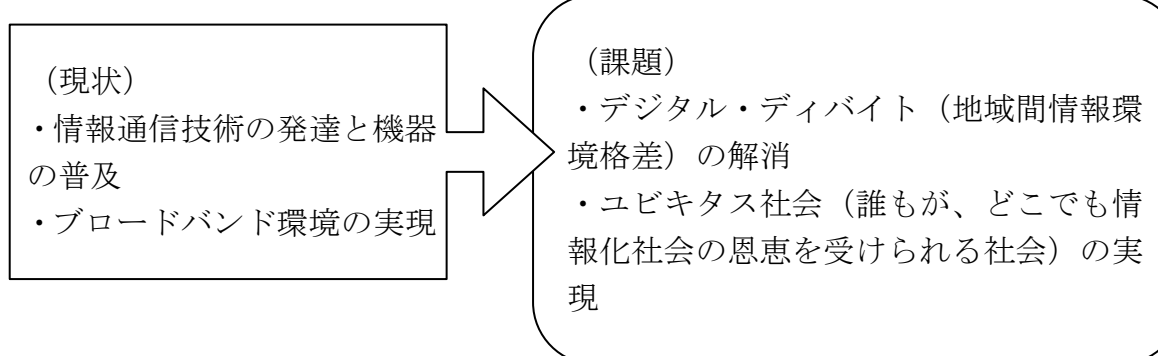 （現状）
・情報通信技術の発達と機器
の普及
・ブロードバンド環境の実現
（課題）
・デジタル・ディバイト（地域間情報環
境格差）の解消
・ユビキタス社会（誰もが、どこでも情
報化社会の恩恵を受けられる社会）の実
現